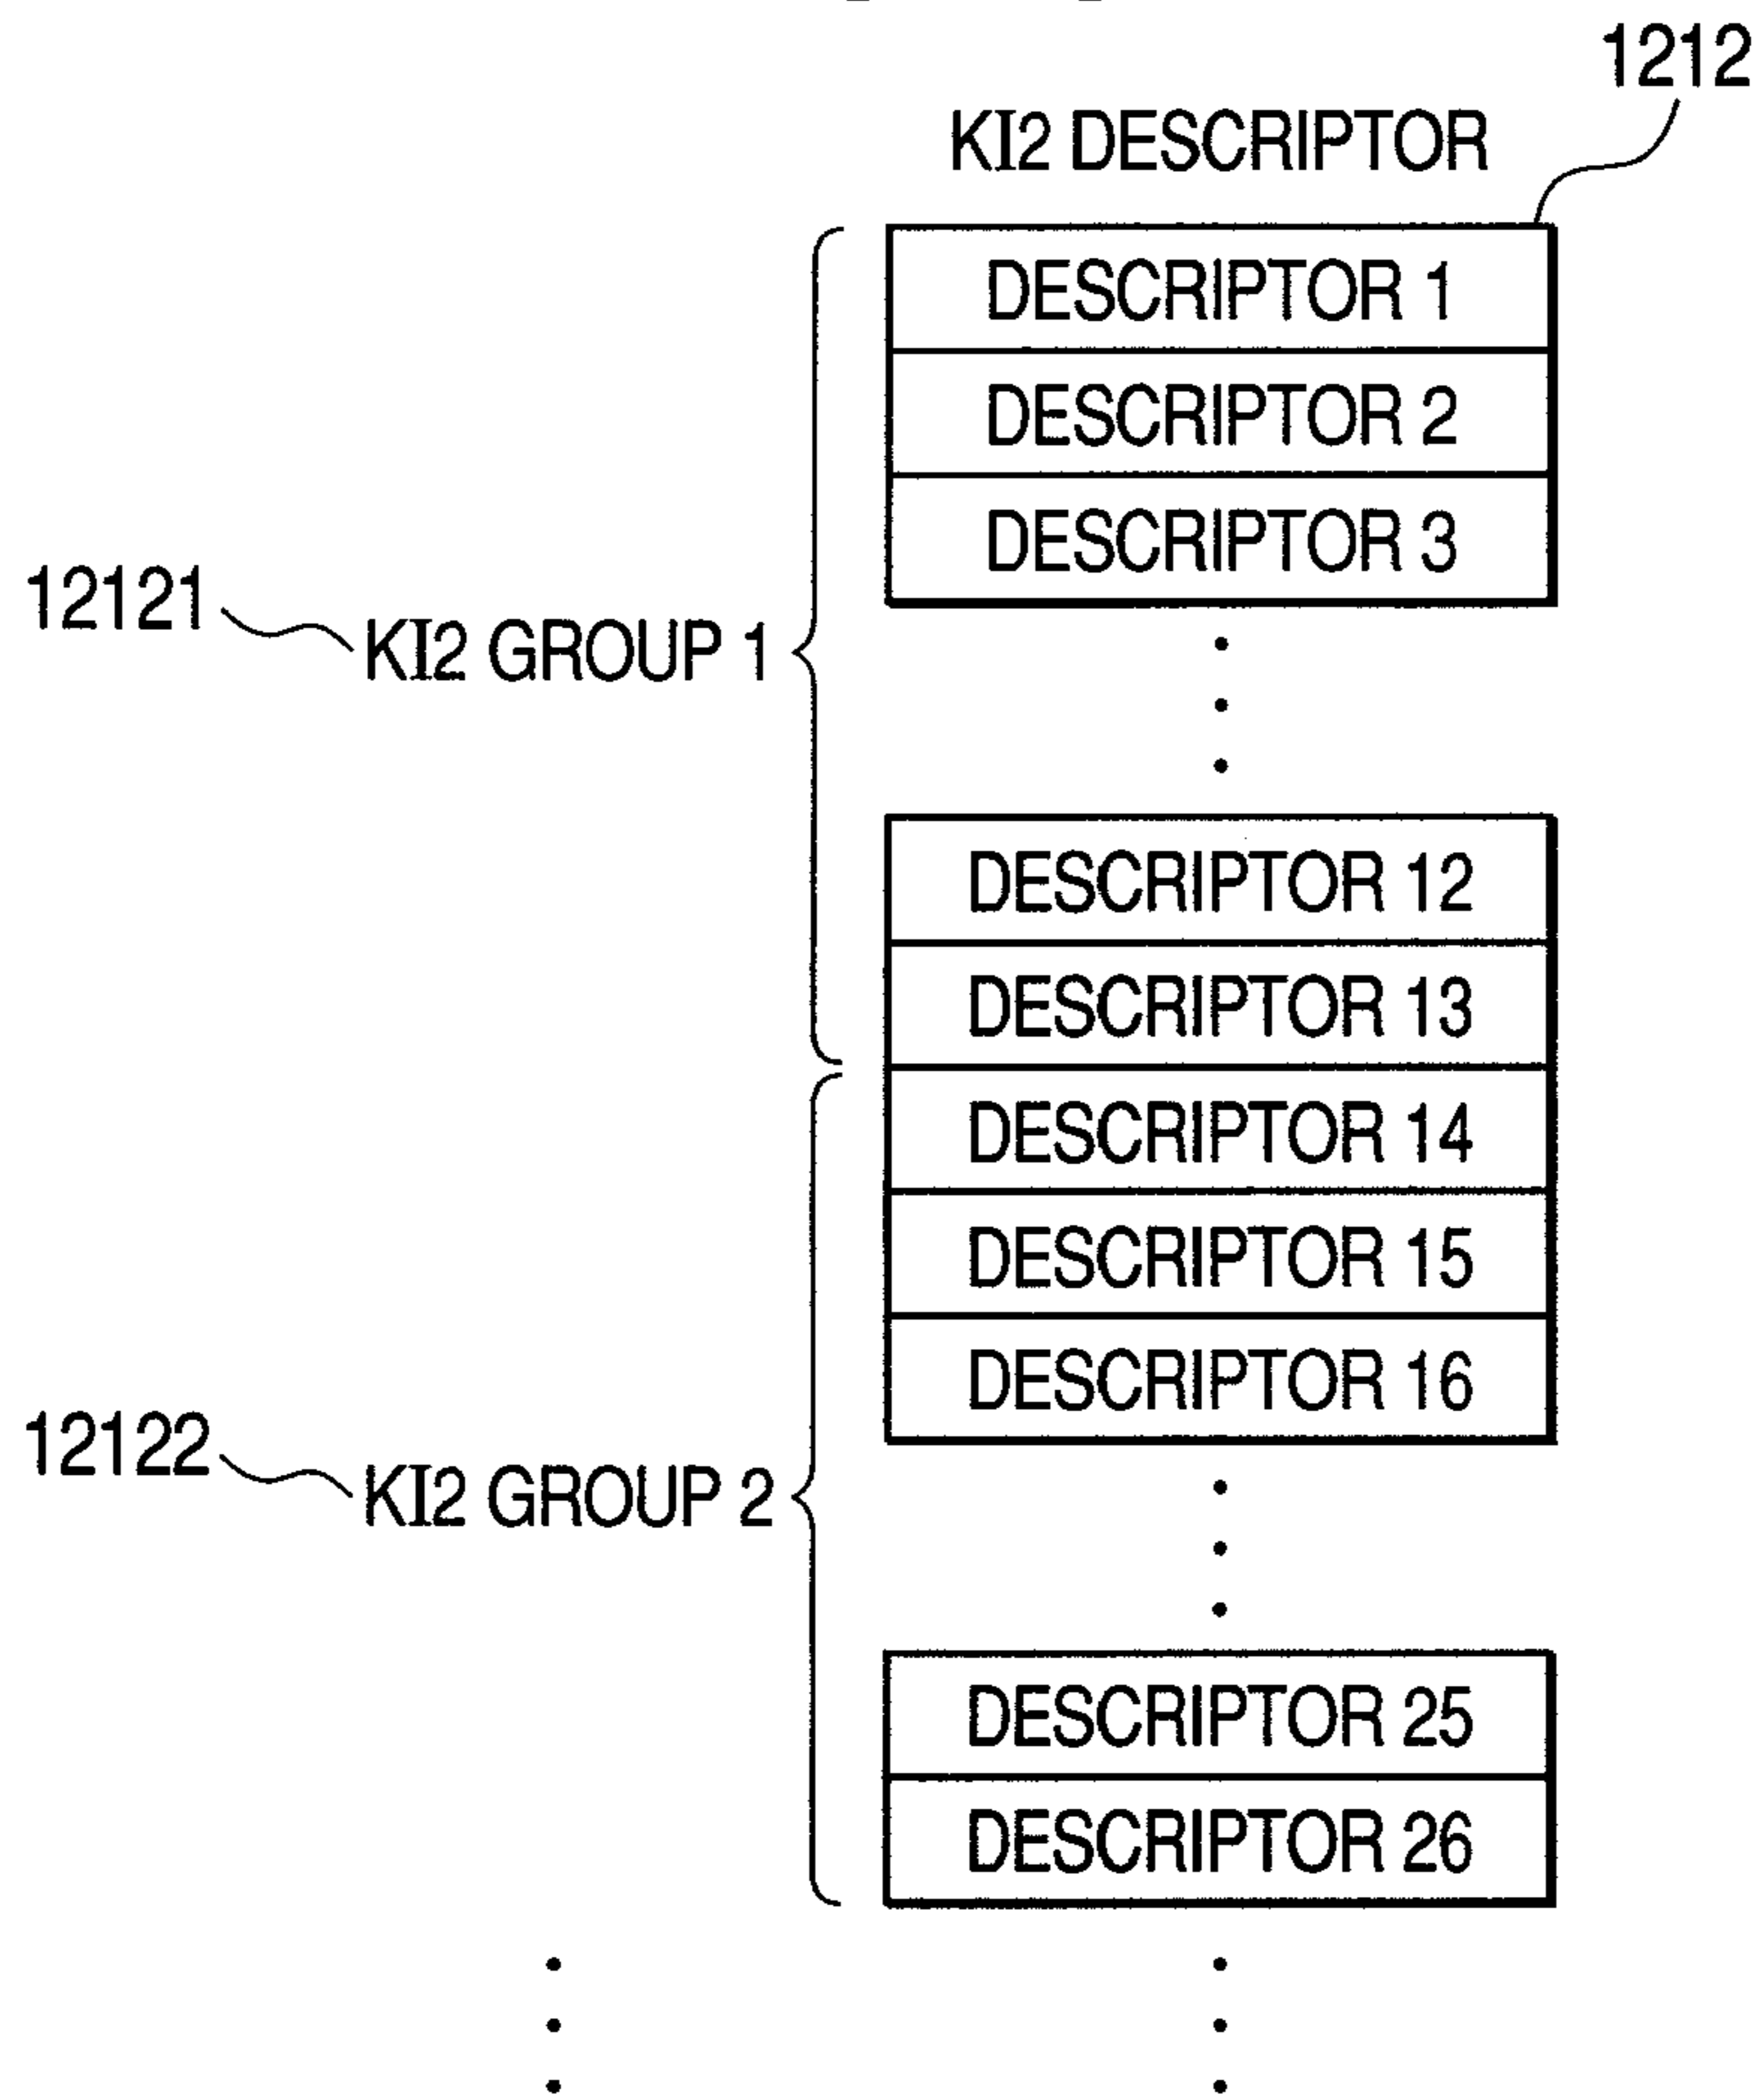 1212
KI2 DESCRIPTOR
DESCRIPTOR 1
DESCRIPTOR 2
DESCRIPTOR 3
12121
KI2 GROUP 1
DESCRIPTOR 12
DESCRIPTOR 13
DESCRIPTOR 14
DESCRIPTOR 15
DESCRIPTOR 16
12122
KI2 GROUP 2
DESCRIPTOR 25
DESCRIPTOR 26